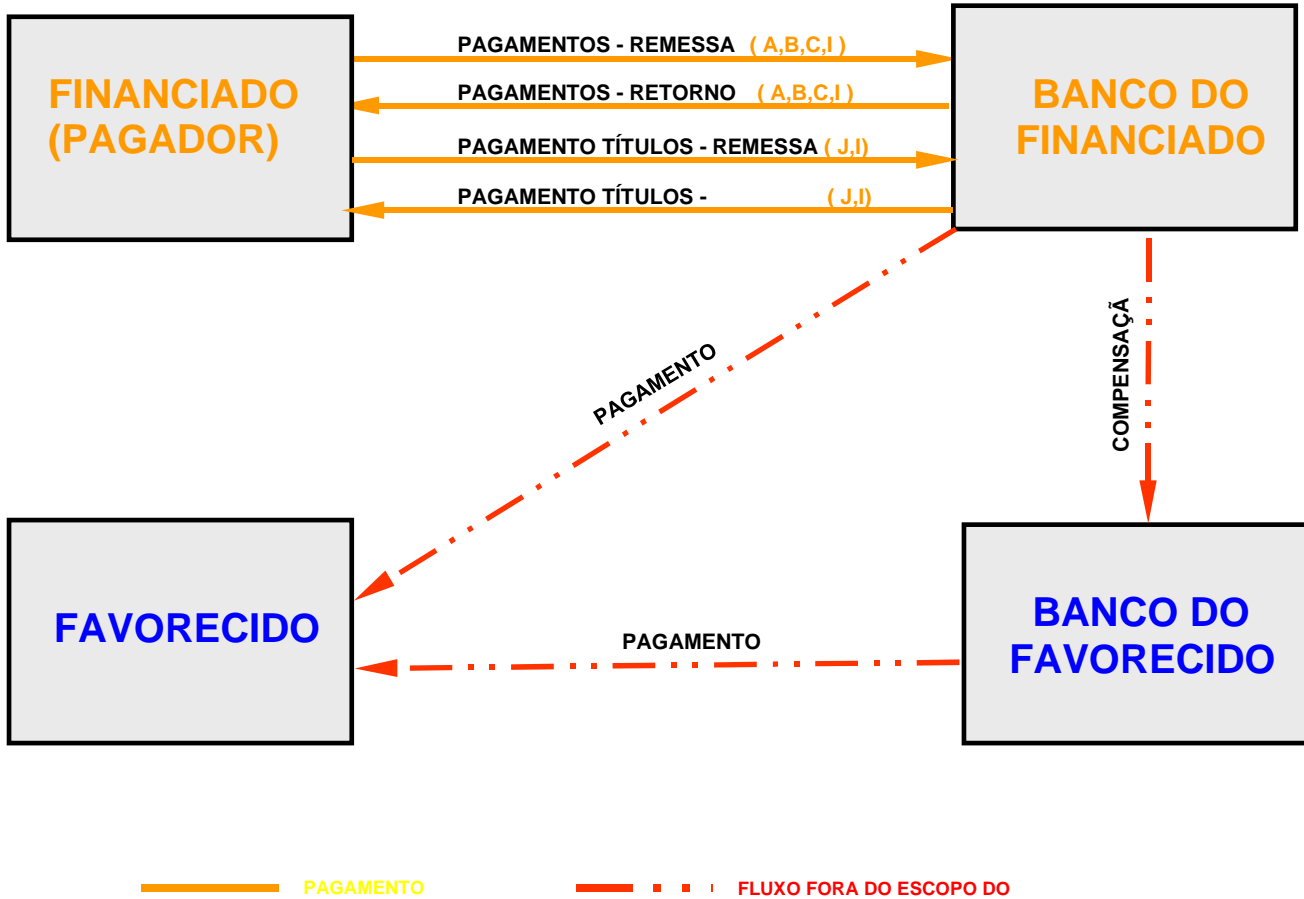 PAGAMENTOS - REMESSA ( A,B,C,I )
FINANCIADO
(PAGADOR)
PAGAMENTOS - RETORNO ( A,B,C,I )
BANCO DO
FINANCIADO
PAGAMENTO TÍTULOS - REMESSA ( J,I)
PAGAMENTO TÍTULOS - ( J,I)
PAGAMENTO
COMPENSAÇÃ
FAVORECIDO
PAGAMENTO
BANCO DO
FAVORECIDO
PAGAMENTO
FLUXO FORA DO ESCOPO DO